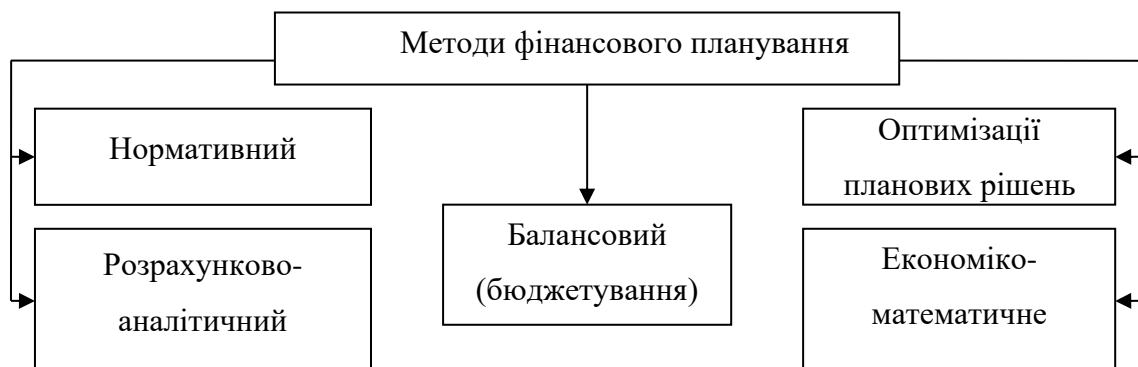 Методи фінансового планування
Нормативний
Розрахунково-
аналітичний
Балансовий
(бюджетування)
Оптимізації
планових рішень
Економіко-
математичне